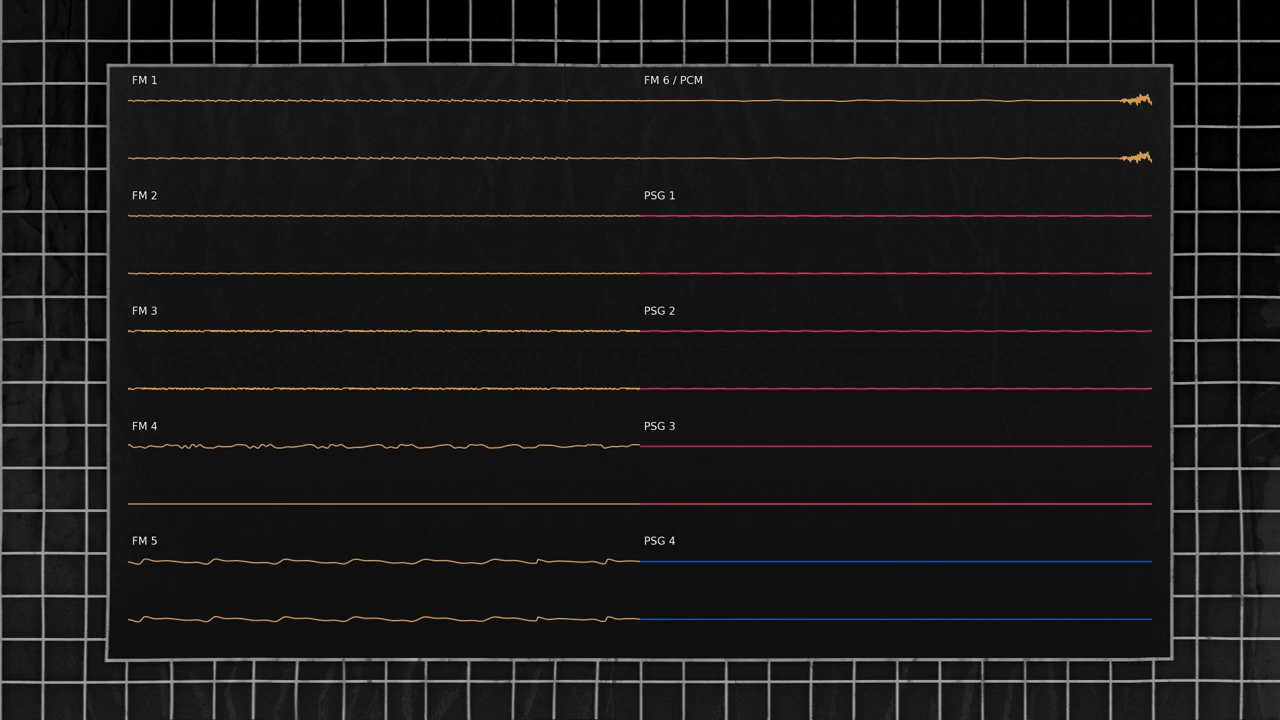 FM 1
FM 6 / PCM
FM 2
PSG 1
FM 3
PSG 2
FM 4
PSG 3
FM 5
PSG 4